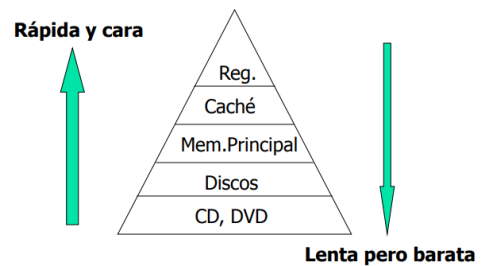 Rápida y cara
Reg.
Caché
Mem.Principal
Discos
CD, DVD
Lenta pero barata